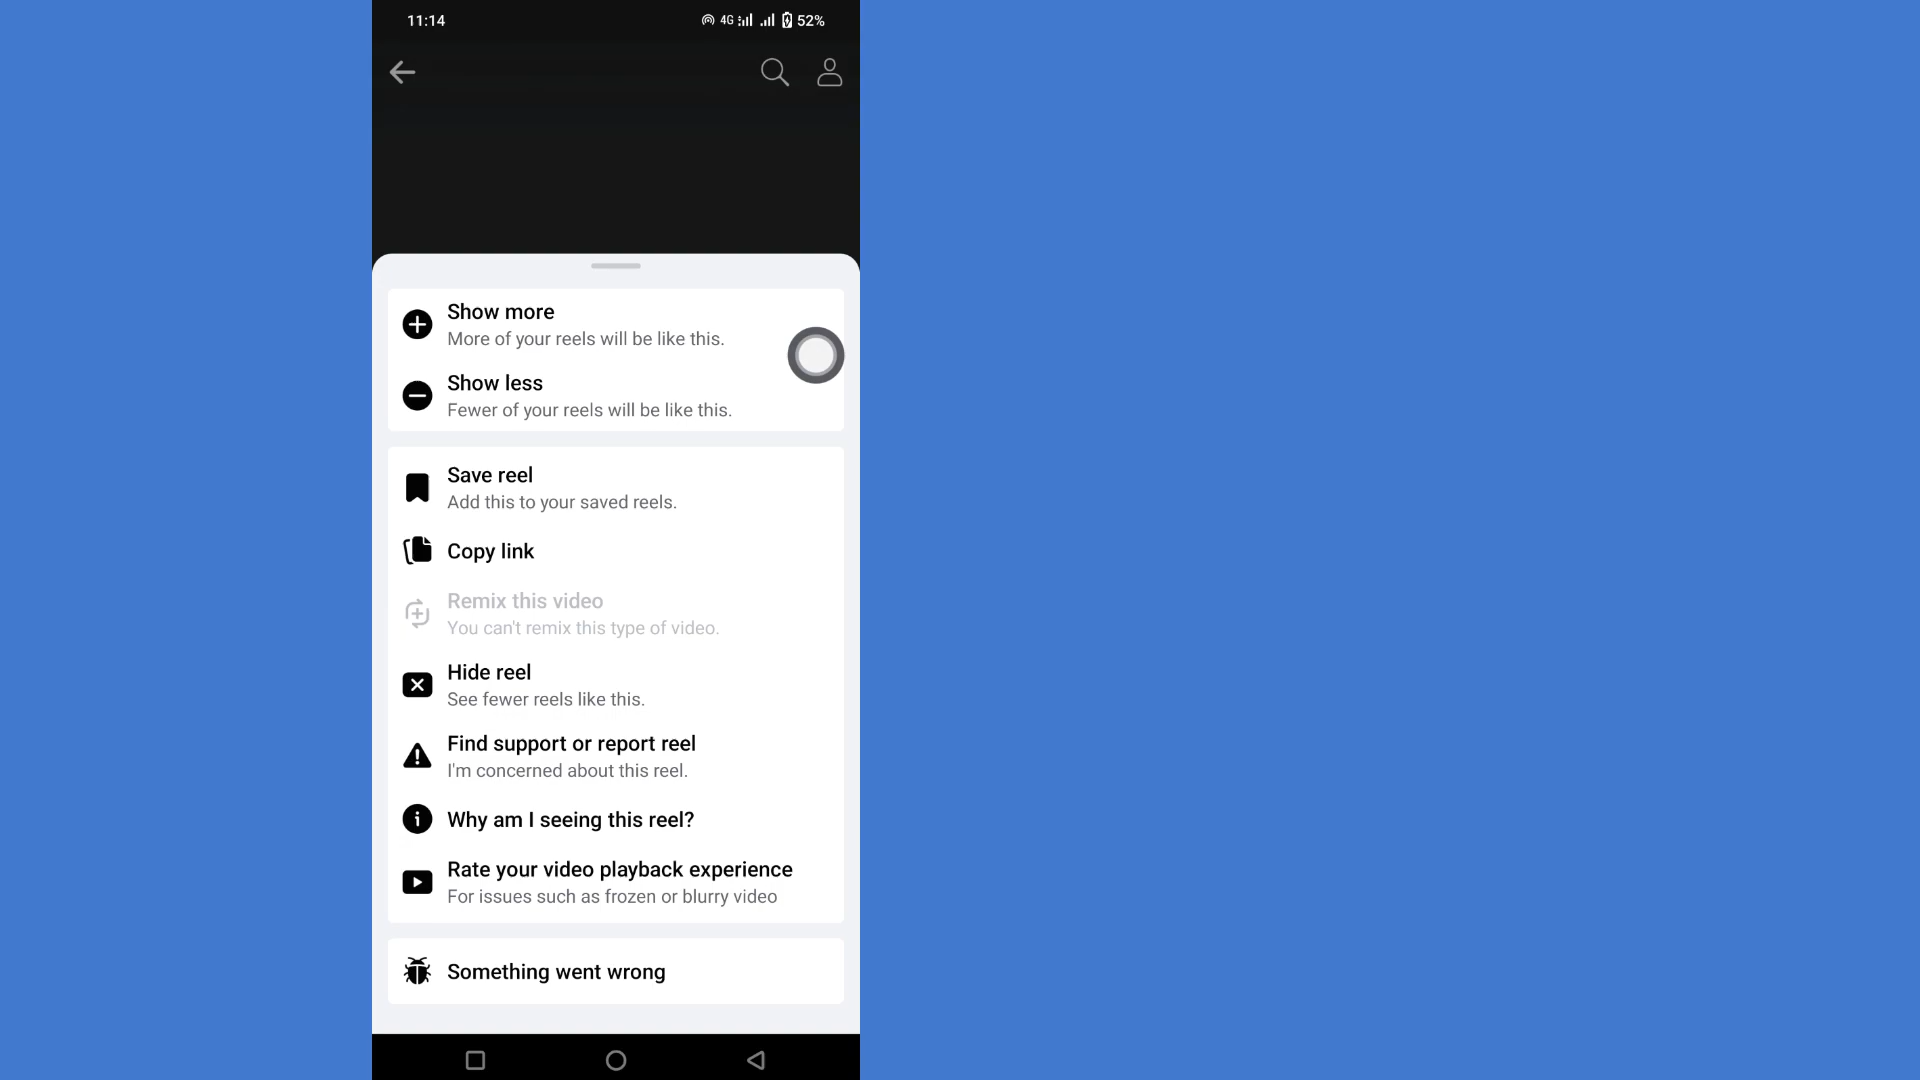 11:14
4G 52%
Show more
More of your reels will be like this.
Show less
Fewer of your reels will be like this.
Save reel
Add this to your saved reels.
Copy link
Remix this video
You can't remix this type of video.
Hide reel
See fewer reels like this.
Find support or report reel
I'm concerned about this reel.
Why am I seeing this reel?
Rate your video playback experience
For issues such as frozen or blurry video
Something went wrong